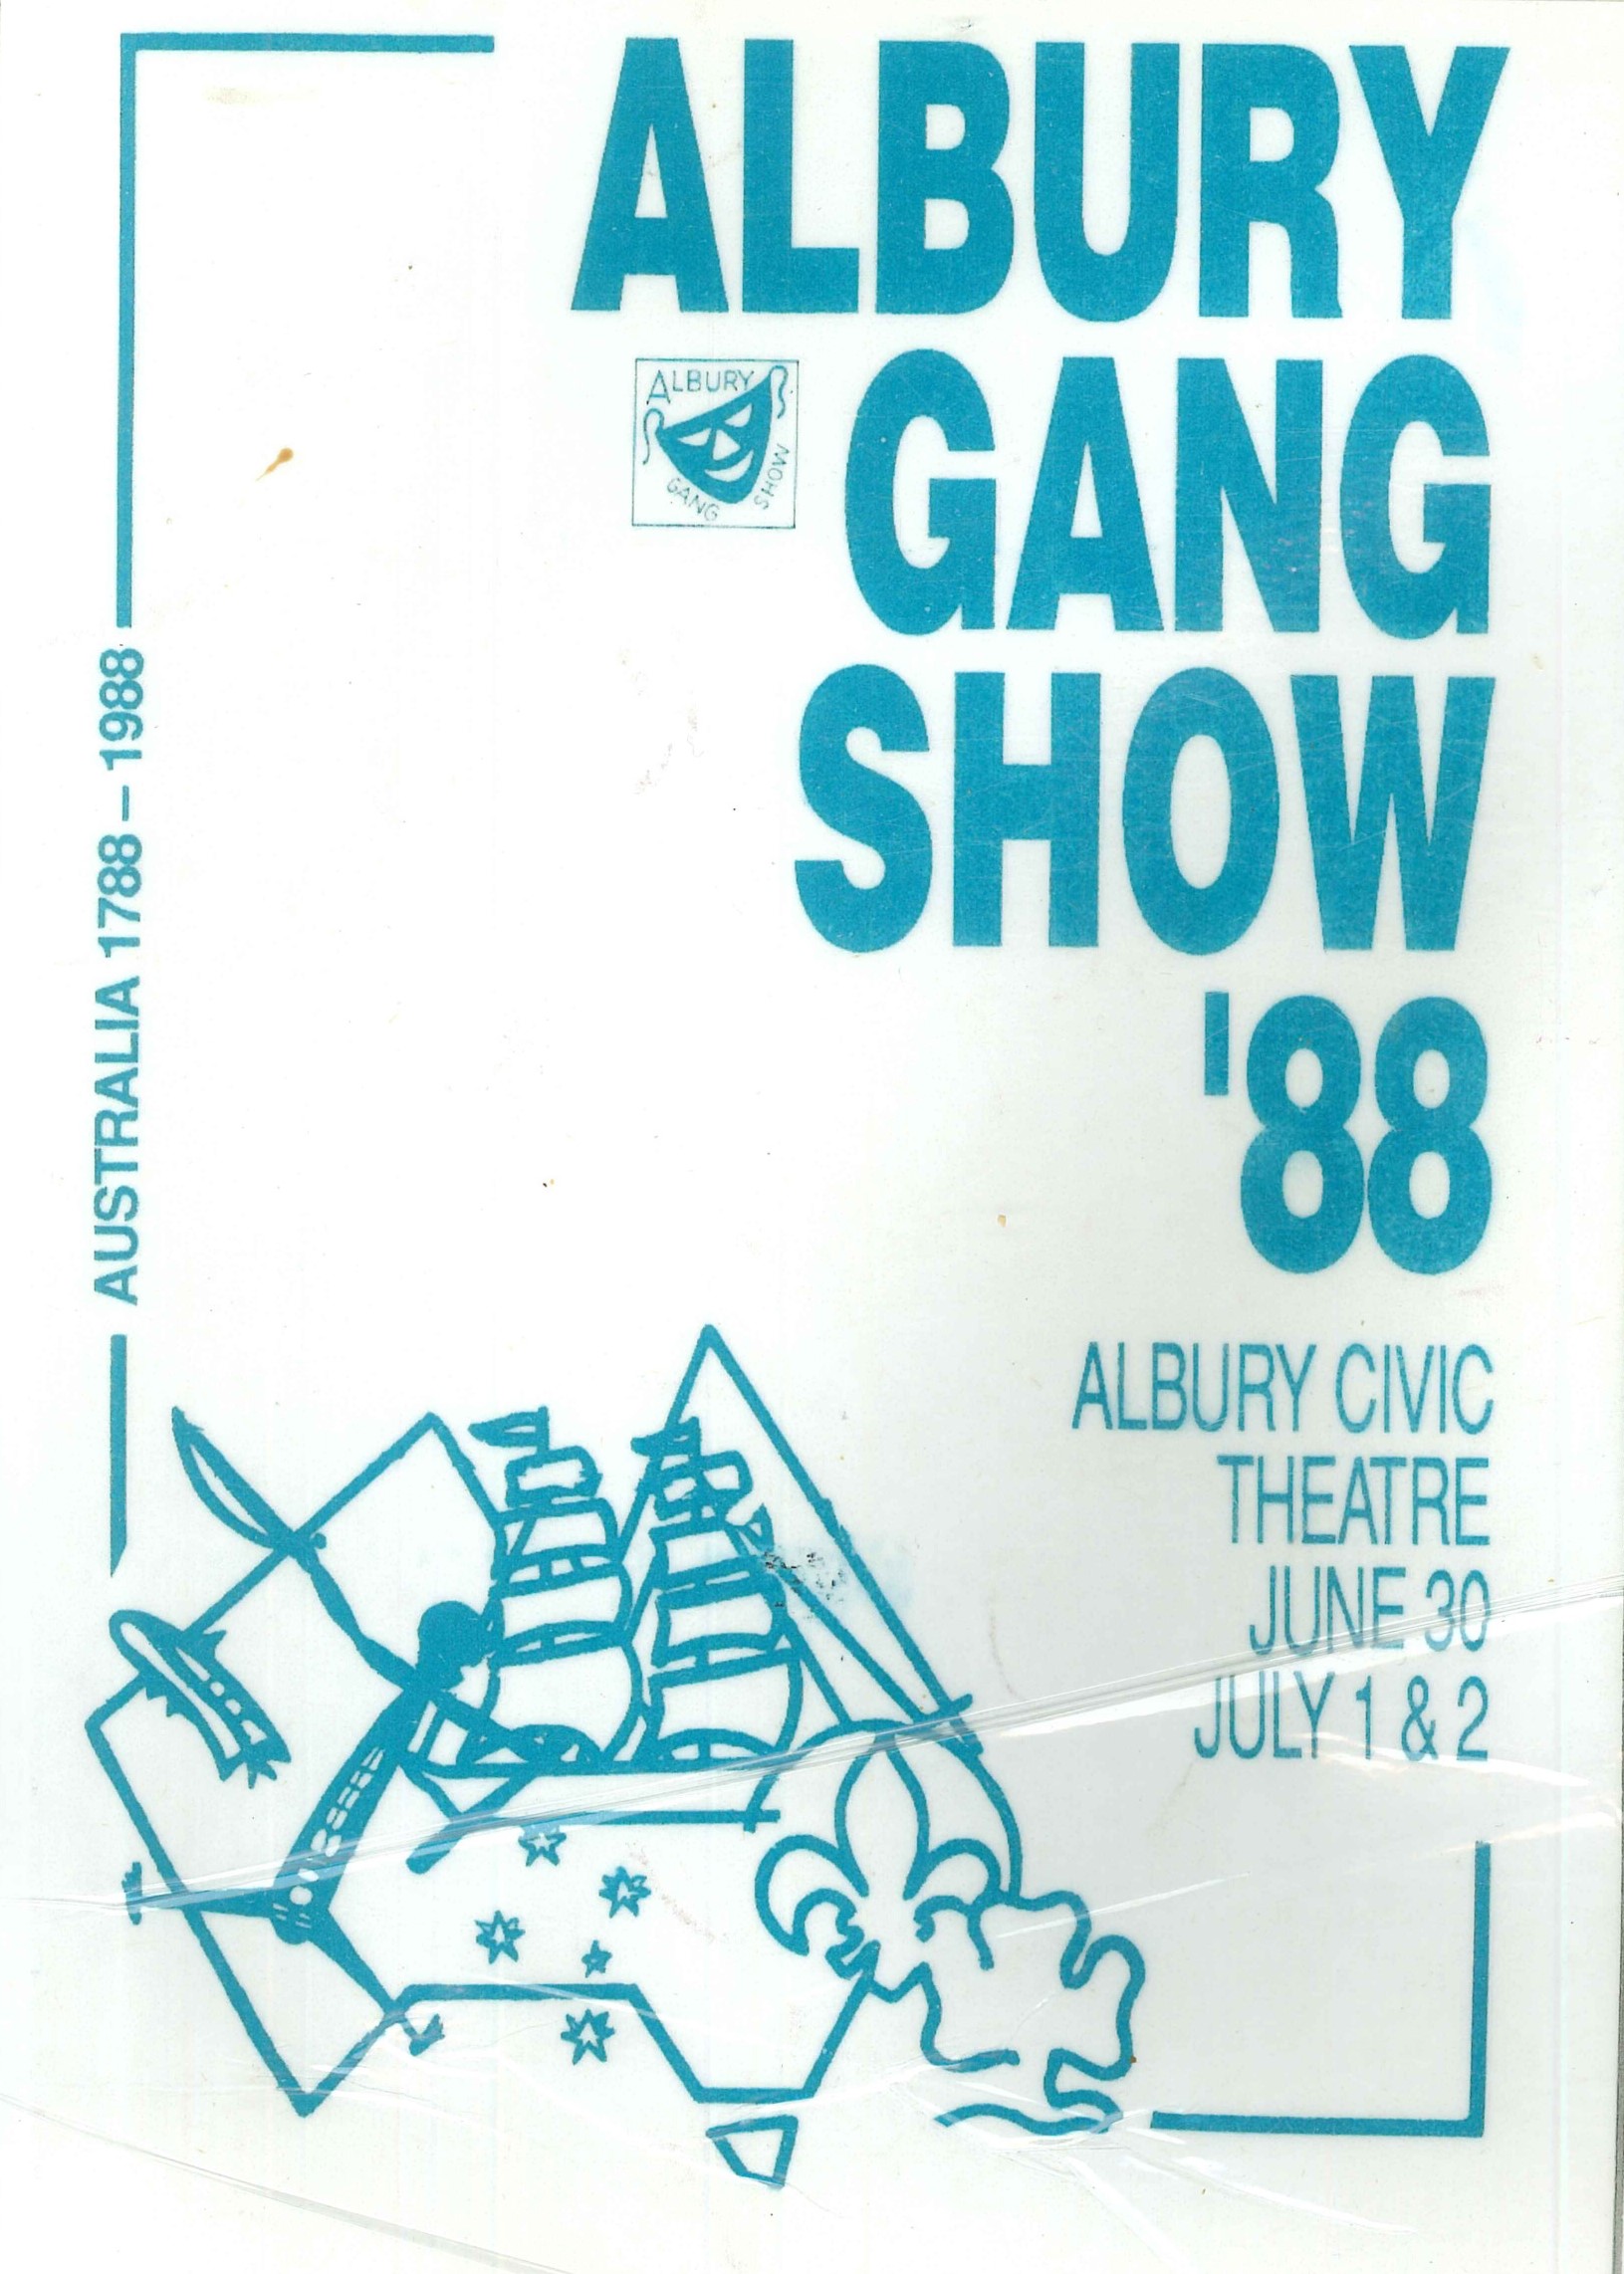 ALBURY
GANG
SHOW
'88
ALBURY
GANG SHOW
AUSTRALIA 1788 – 1988
ALBURY CIVIC
THEATRE
JUNE 30
JULY 1 & 2